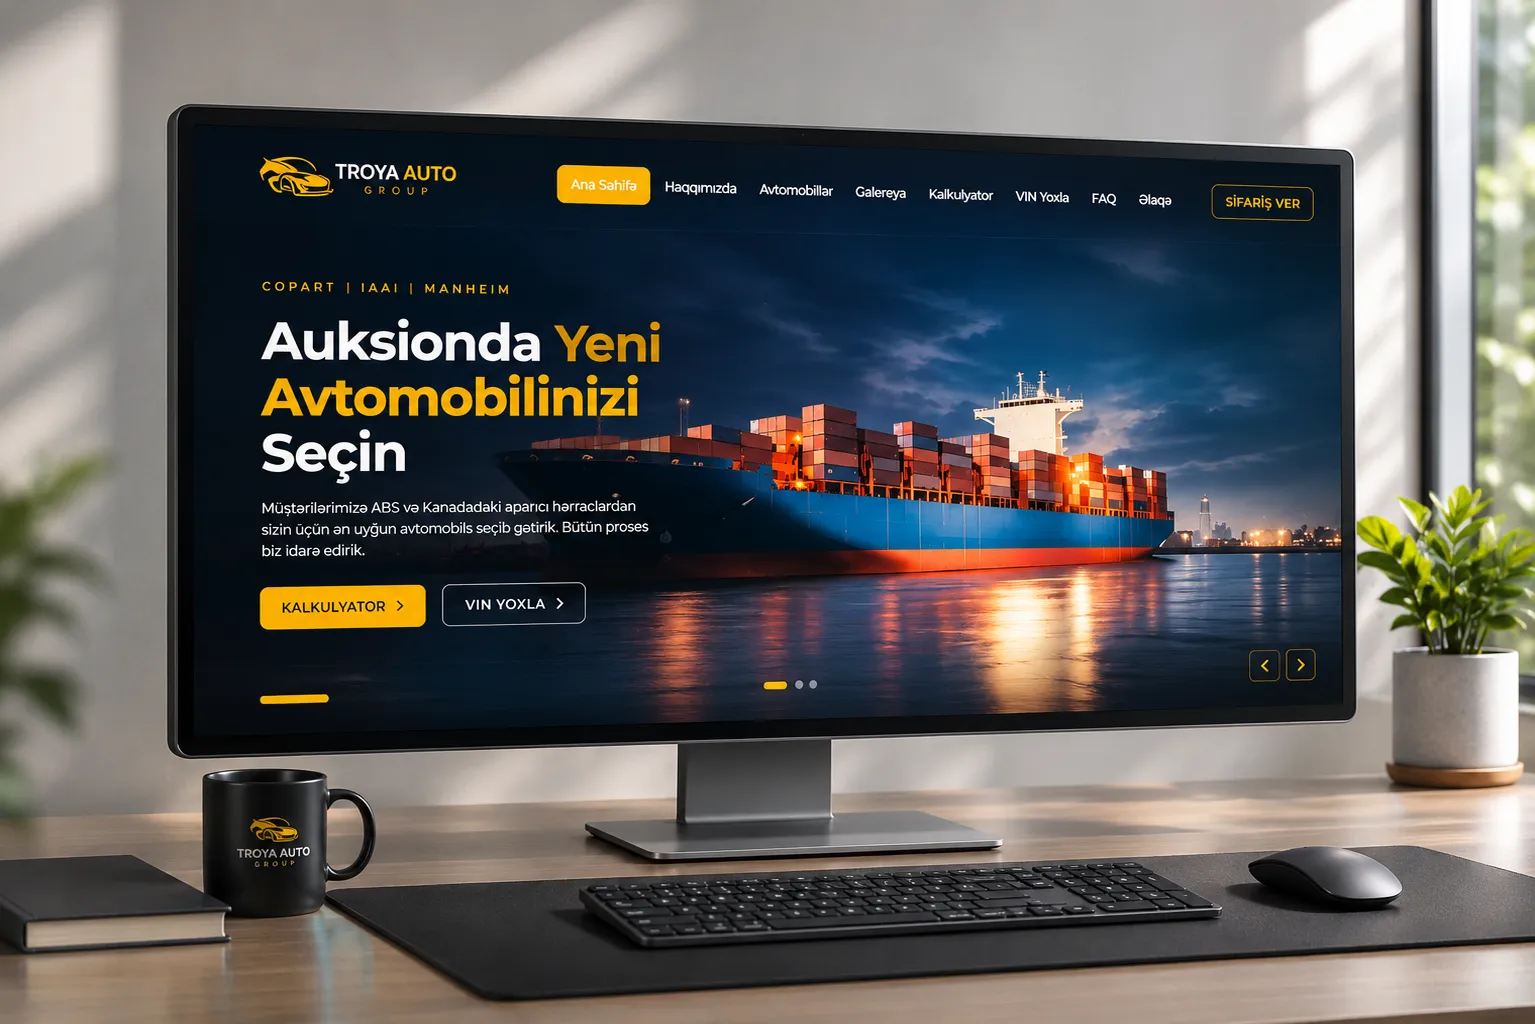 TROYA AUTO
GROUP
Ana Səhifə
Haqqımızda
Avtomobillar
Galereya
Kalkulyator
VIN Yoxla
FAQ
Əlaqə
SİFARİŞ VER
COPART | IAAI | MANHEIM
Auksionda Yeni
Avtomobilinizi
Seçin
Müştərilərimizə ABŞ və Kanadadakı aparıcı hərraclardan
sizin üçün ən uyğun avtomobils seçib gətirik. Bütün proses
biz idarə edirik.
KALKULYATOR
VIN YOXLA
TROYA AUTO
GROUP